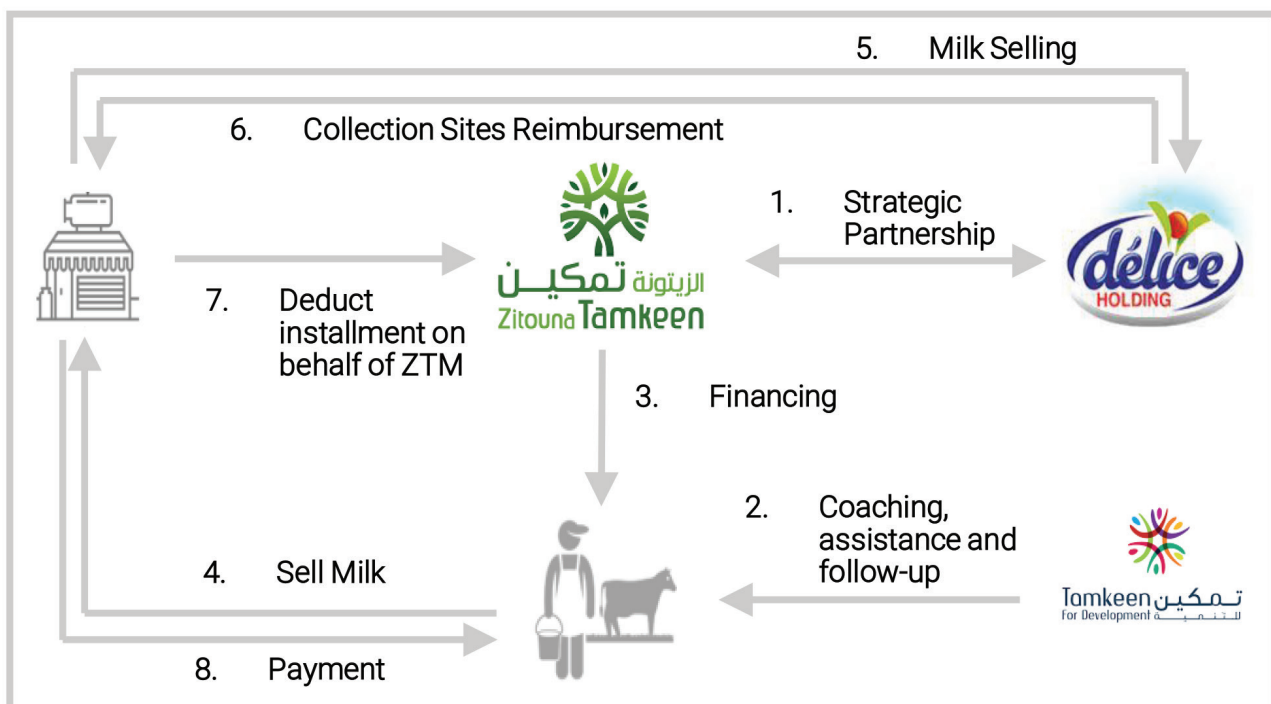 5. Milk Selling
6. Collection Sites Reimbursement
1. Strategic
Partnership
délice
HOLDING
الزيتونة تمكين
Zitouna Tamkeen
7. Deduct
installment on
behalf of ZTM
3. Financing
2. Coaching,
assistance and
follow-up
Tamkeen تمكين
For Development للتنمية
4. Sell Milk
8. Payment